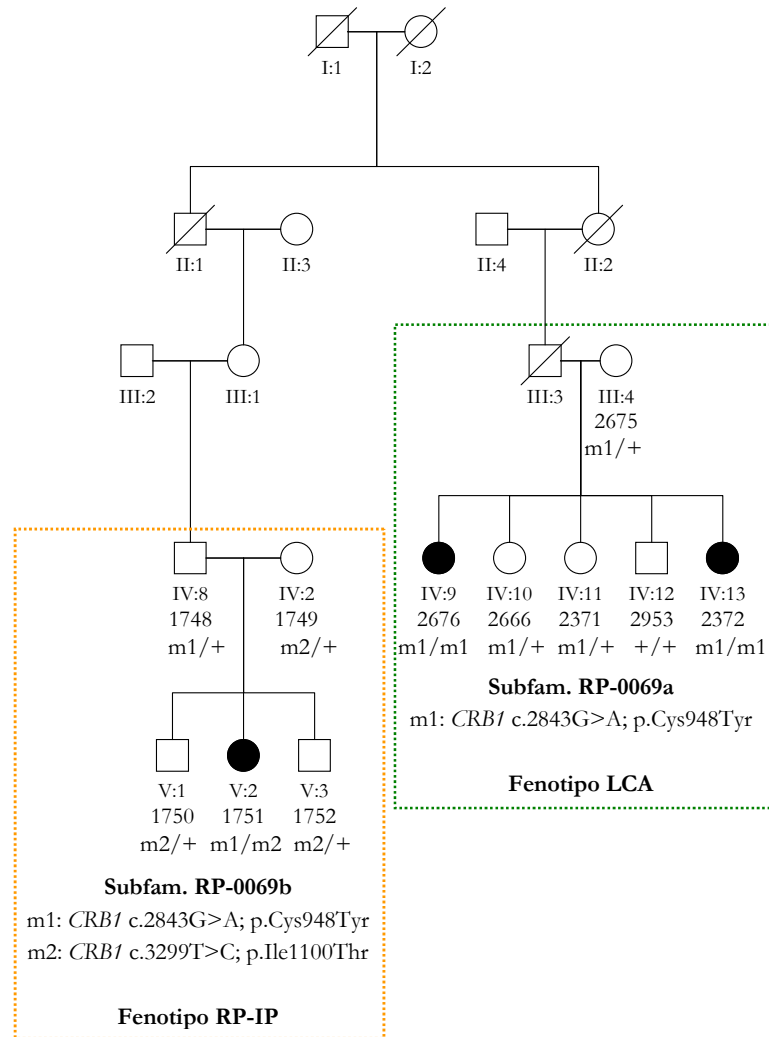 I:1 I:2
II:1 II:3 II:4 II:2
III:2 III:1 III:3 III:4
2675
m1/+
IV:8 IV:2
1748 1749
m1/+ m2/+
IV:9 IV:10 IV:11 IV:12 IV:13
2676 2666 2371 2953 2372
m1/m1 m1/+ m1/+ +/+ m1/m1
Subfam. RP-0069a
m1: CRB1 c.2843G>A; p.Cys948Tyr
Fenotipo LCA
V:1 V:2 V:3
1750 1751 1752
m2/+ m1/m2 m2/+
Subfam. RP-0069b
m1: CRB1 c.2843G>A; p.Cys948Tyr
m2: CRB1 c.3299T>C; p.Ile1100Thr
Fenotipo RP-IP